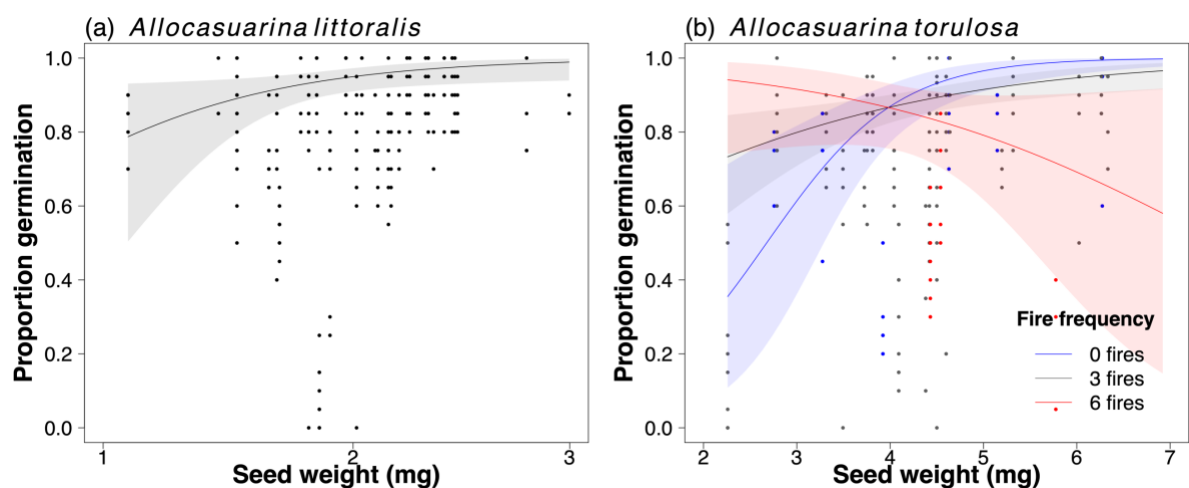 (a) Allocasuarina littoralis
Proportion germination
1.0
0.8
0.6
0.4
0.2
0.0
1 2 3
Seed weight (mg)
(b) Allocasuarina torulosa
Proportion germination
1.0
0.8
0.6
0.4
0.2
0.0
Fire frequency
0 fires
3 fires
6 fires
2 3 4 5 6 7
Seed weight (mg)